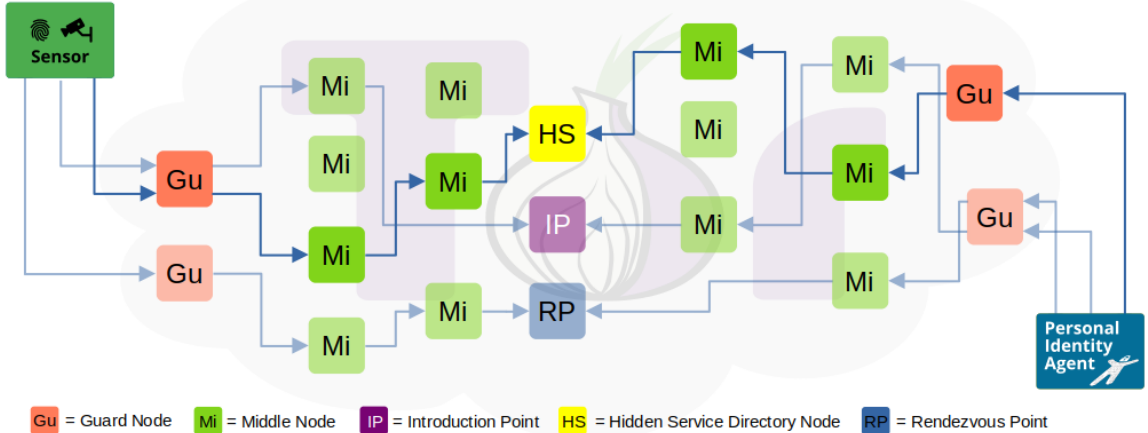 Sensor
Mi
Mi
Mi
Mi
Gu
HS
Mi
Mi
Mi
Gu
Mi
Mi
IP
Mi
Gu
Mi
Gu
Mi
Mi
RP
Mi
Personal
Identity
Agent
Gu = Guard Node Mi = Middle Node IP = Introduction Point HS = Hidden Service Directory Node RP = Rendezvous Point